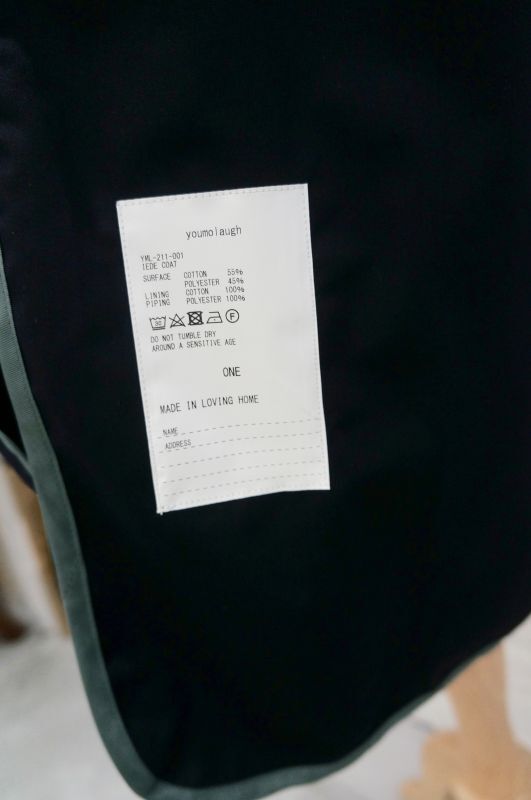 youmolaugh
YML-211-001
IEDE COAT
SURFACE COTTON 55%
POLYESTER 45%
LINING COTTON 100%
PIPING POLYESTER 100%
30 F
DO NOT TUMBLE DRY
AROUND A SENSITIVE AGE
ONE
MADE IN LOVING HOME
NAME
ADDRESS